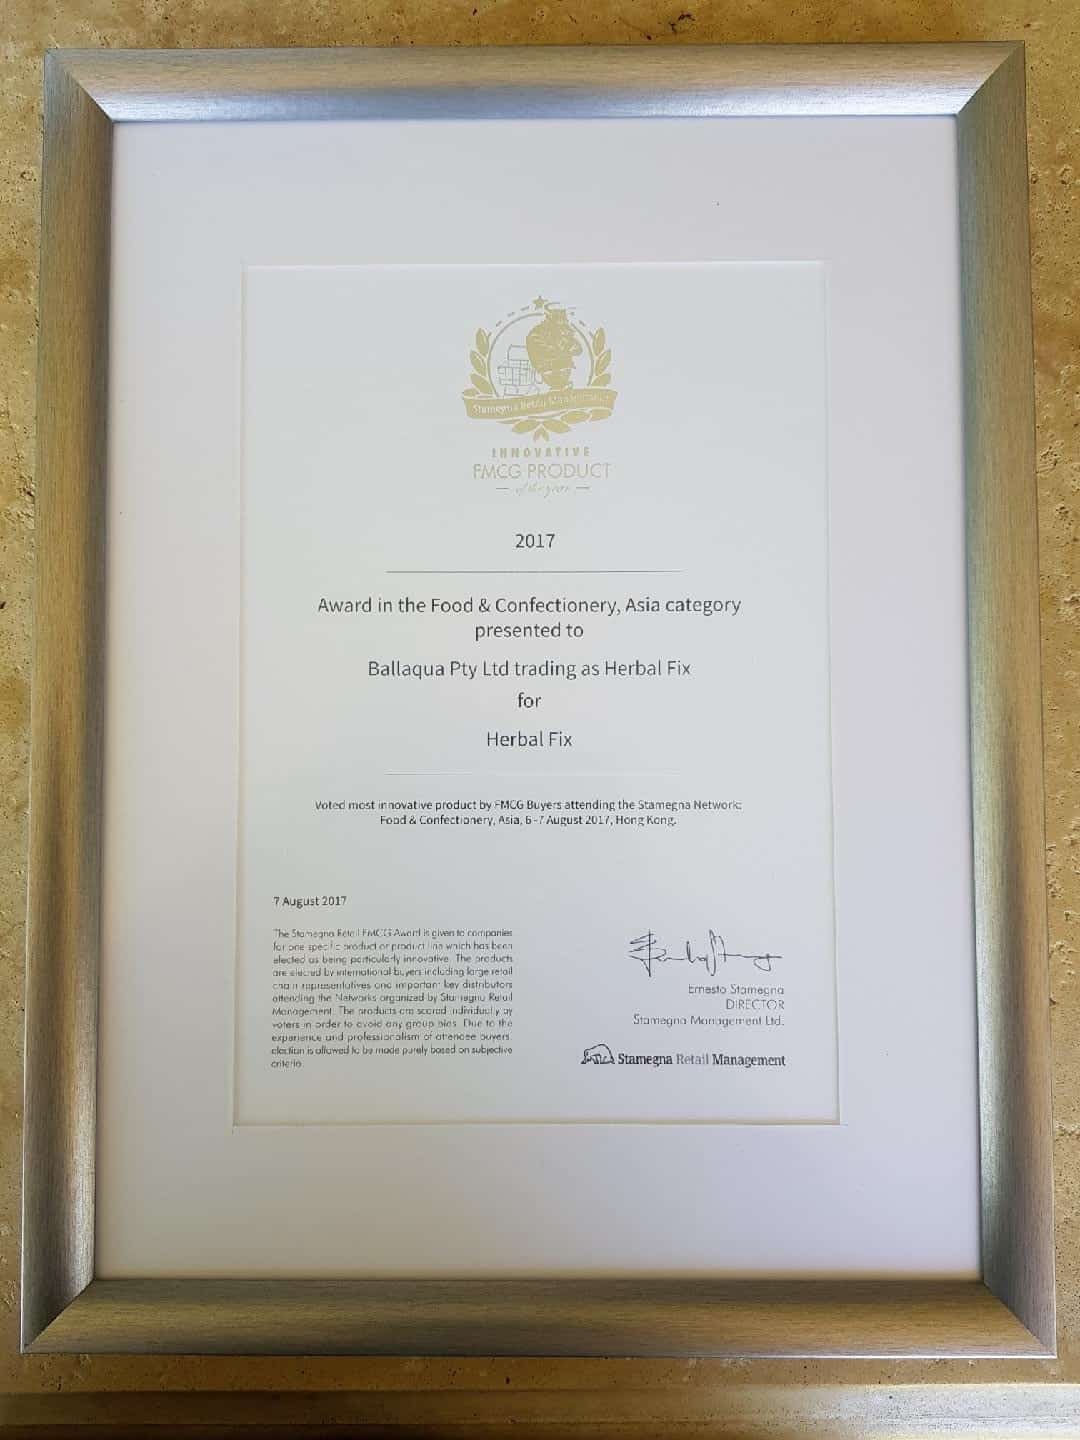 Stamegna Retail Management
INNOVATIVE
FMCG PRODUCT
of the year
2017
Award in the Food & Confectionery, Asia category
presented to
Ballaqua Pty Ltd trading as Herbal Fix
for
Herbal Fix
Voted most innovative product by FMCG Buyers attending the Stamegna Network:
Food & Confectionery, Asia, 6 -7 August 2017, Hong Kong.
7 August 2017
The Stamegna Retail FMCG Award is given to companies
for one specific product or product line which has been
elected as being particularly innovative. The products
are elected by international buyers including large retail
chain representatives and important key distributors
attending the Networks organized by Stamegna Retail
Management. The products are scored individually by
voters in order to avoid any group bias. Due to the
experience and professionalism of attendee buyers,
election is allowed to be made purely based on subjective
criteria.
Ernesto Stamegna
DIRECTOR
Stamegna Management Ltd.
Stamegna Retail Management